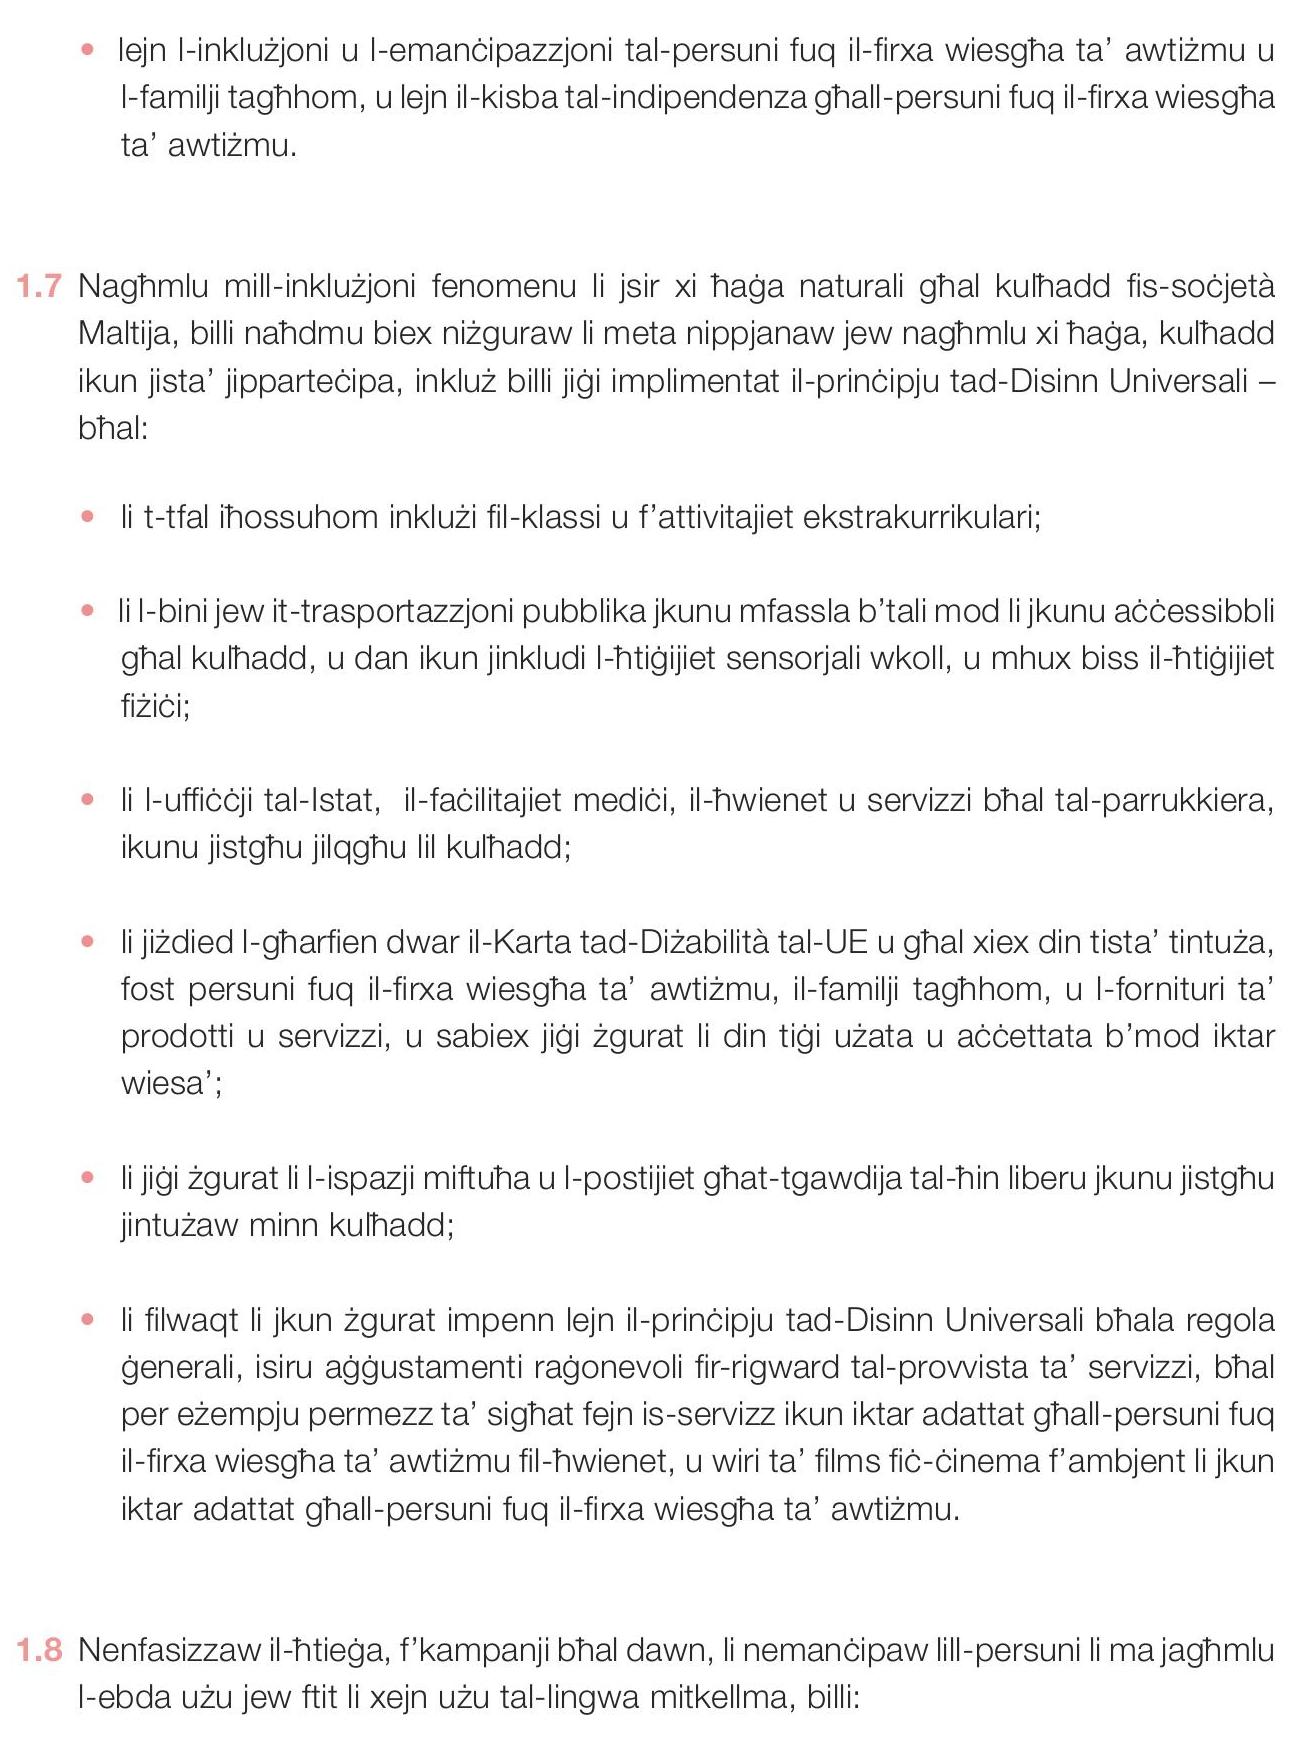 • lejn l-inklużjoni u l-emanċipazzjoni tal-persuni fuq il-firxa wiesgħa ta’ awtiżmu u
l-familji tagħhom, u lejn il-kisba tal-indipendenza għall-persuni fuq il-firxa wiesgħa
ta’ awtiżmu.
1.7 Nagħmlu mill-inklużjoni fenomenu li jsir xi ħaġa naturali għal kulħadd fis-soċjetà
Maltija, billi naħdmu biex niżguraw li meta nippjanaw jew nagħmlu xi ħaġa, kulħadd
ikun jista’ jipparteċipa, inkluż billi jiġi implimentat il-prinċipju tad-Disinn Universali –
bħal:
• li t-tfal iħossuhom inklużi fil-klassi u f’attivitajiet ekstrakurrikulari;
• li l-bini jew it-trasportazzjoni pubblika jkunu mfassla b’tali mod li jkunu aċċessibbli
għal kulħadd, u dan ikun jinkludi l-ħtiġijiet sensorjali wkoll, u mhux biss il-ħtiġijiet
fiżiċi;
• li l-uffiċċji tal-Istat, il-faċilitajiet mediċi, il-ħwienet u servizzi bħal tal-parrukkiera,
ikunu jistgħu jilqgħu lil kulħadd;
• li jiżdied l-għarfien dwar il-Karta tad-Diżabilità tal-UE u għal xiex din tista’ tintuża,
fost persuni fuq il-firxa wiesgħa ta’ awtiżmu, il-familji tagħhom, u l-fornituri ta’
prodotti u servizzi, u sabiex jiġi żgurat li din tiġi użata u aċċettata b’mod iktar
wiesa’;
• li jiġi żgurat li l-ispazji miftuħa u l-postijiet għat-tgawdija tal-ħin liberu jkunu jistgħu
jintużaw minn kulħadd;
• li filwaqt li jkun żgurat impenn lejn il-prinċipju tad-Disinn Universali bħala regola
ġenerali, isiru aġġustamenti raġonevoli fir-rigward tal-provvista ta’ servizzi, bħal
per eżempju permezz ta’ sigħat fejn is-servizz ikun iktar adattat għall-persuni fuq
il-firxa wiesgħa ta’ awtiżmu fil-ħwienet, u wiri ta’ films fiċ-ċinema f’ambjent li jkun
iktar adattat għall-persuni fuq il-firxa wiesgħa ta’ awtiżmu.
1.8 Nenfasizzaw il-ħtieġa, f’kampanji bħal dawn, li nemanċipaw lill-persuni li ma jagħmlu
l-ebda użu jew ftit li xejn użu tal-lingwa mitkellma, billi: